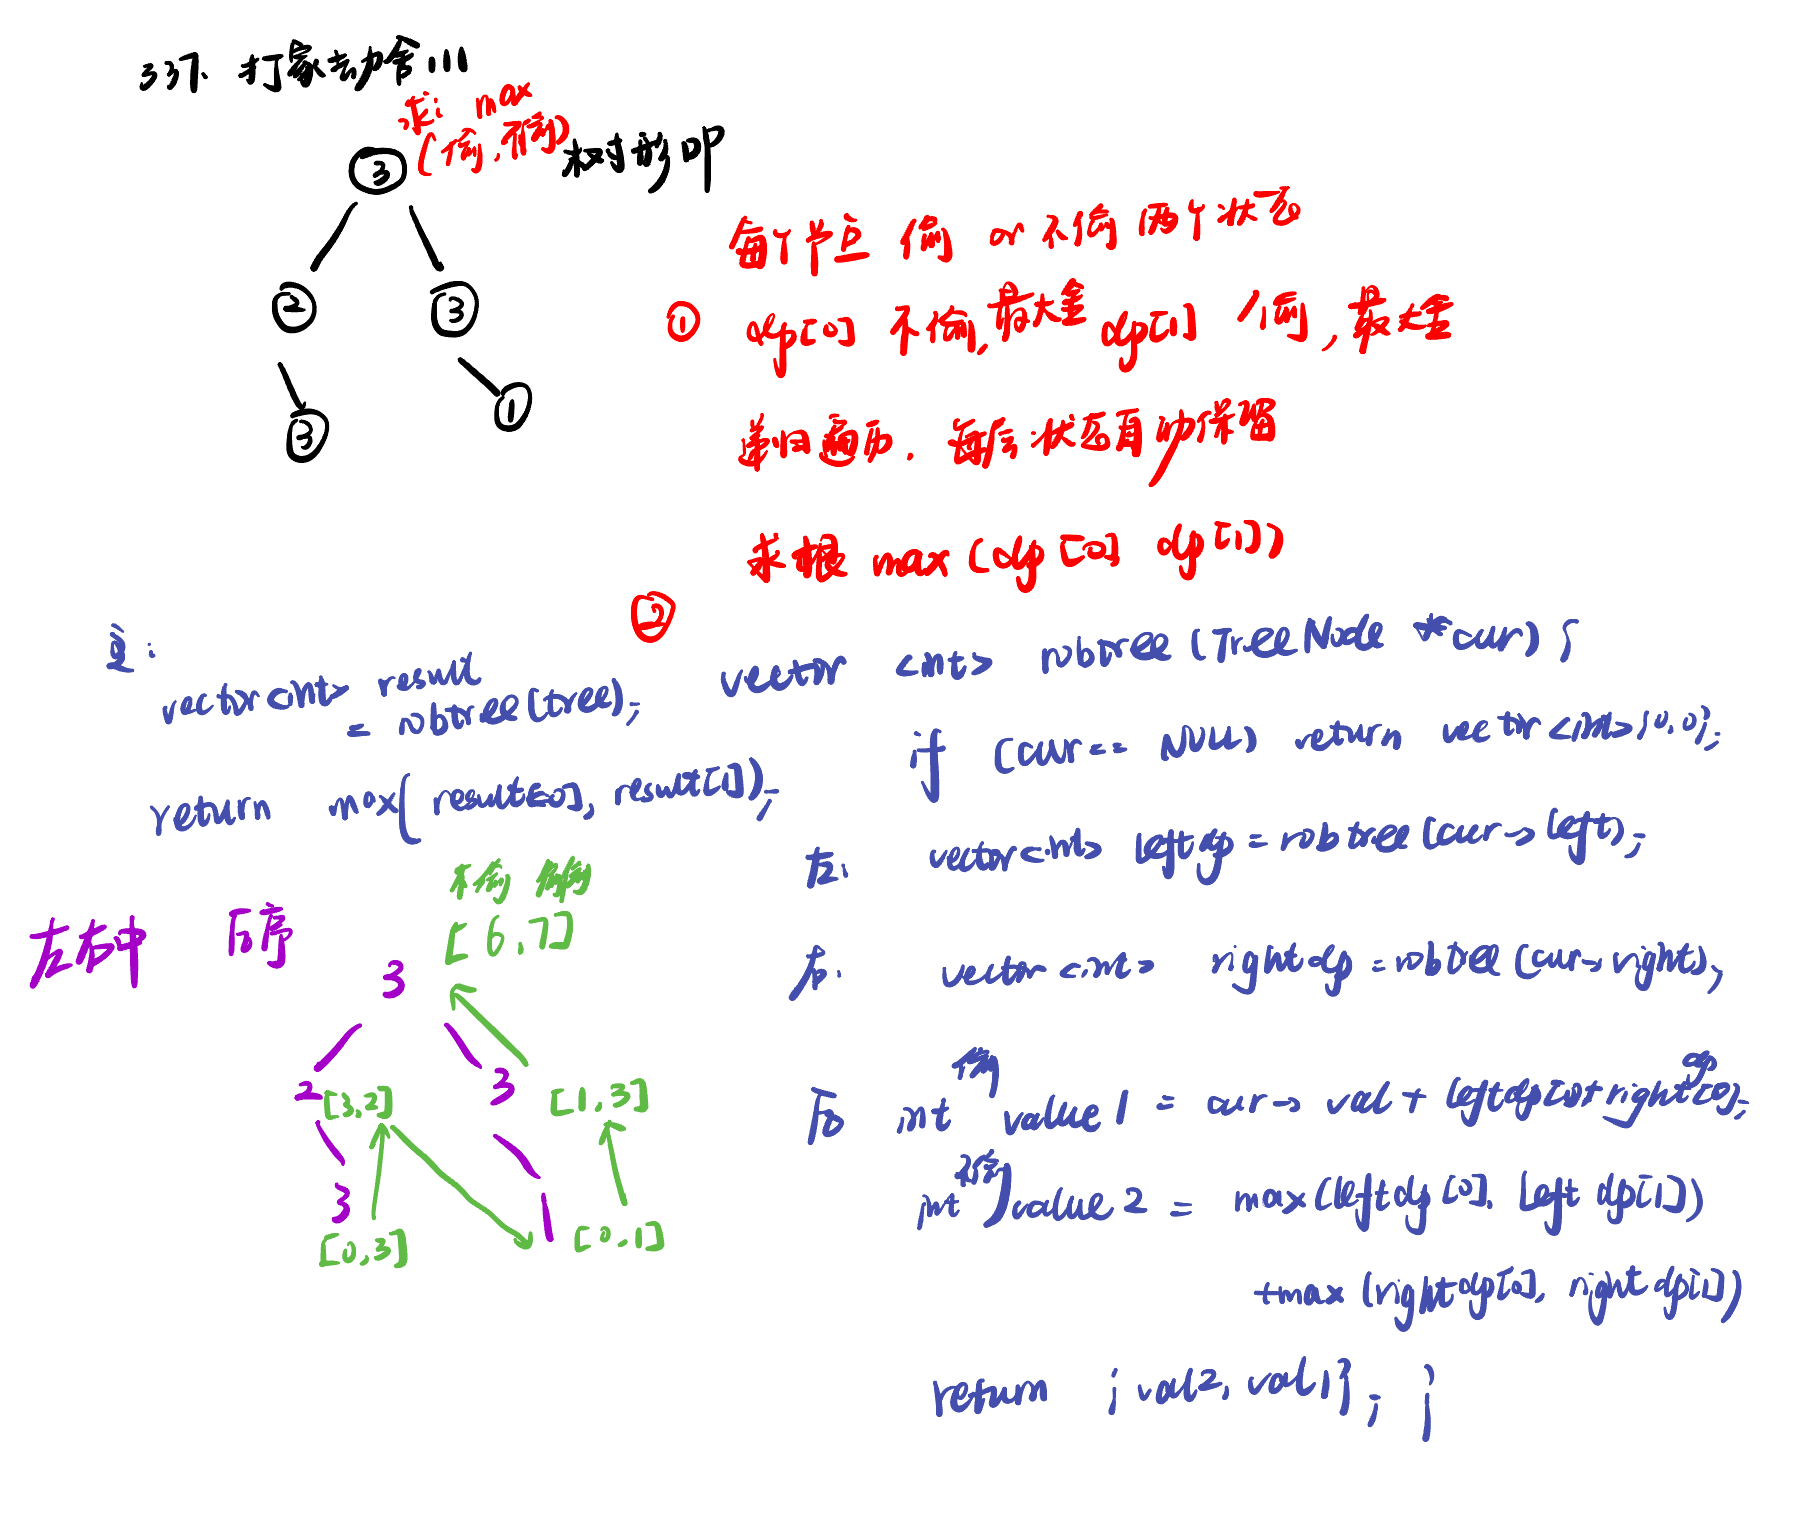 337. 打家劫舍III
求: max
(偷, 不偷)
树形DP
3
2
3
3
1
每个节点 偷 or 不偷 两个状态
① dp[0] 不偷, 最大金 dp[1] 偷, 最大金
递归遍历. 每层状态自动保留
求根 max (dp[0] dp[1])
②
主:
vector<int> result
= robtree(tree);
return max( result[0], result[1]);
vector <int> robtree (TreeNode *cur) {
if (cur == NULL) return vector<int>{0,0};
左: vector<int> leftdp = robtree (cur->left);
右: vector<int> rightdp = robtree (cur->right);
后 int 偷 value1 = cur-> val + leftdp[0] + rightdp[0];
int 不偷 value2 = max(leftdp[0], leftdp[1])
+max (rightdp[0], rightdp[1])
return {val2, val1}; }
左右中 后序
不偷 偷
[6,7]
3
2 [3,2]
3 [1,3]
3
[0,3]
1 [0,1]